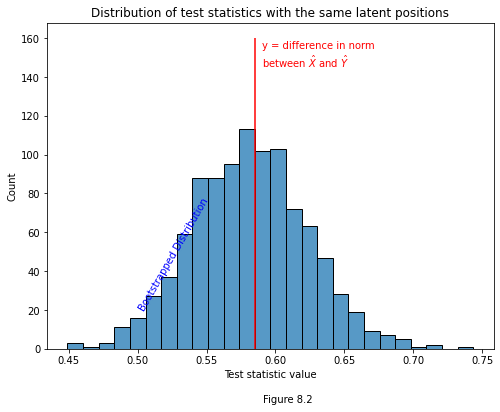 Distribution of test statistics with the same latent positions
160
140
120
100
80
60
40
20
0
Count
y = difference in norm
between X̂ and Ŷ
Bootstrapped Distribution
0.45 0.50 0.55 0.60 0.65 0.70 0.75
Test statistic value
Figure 8.2